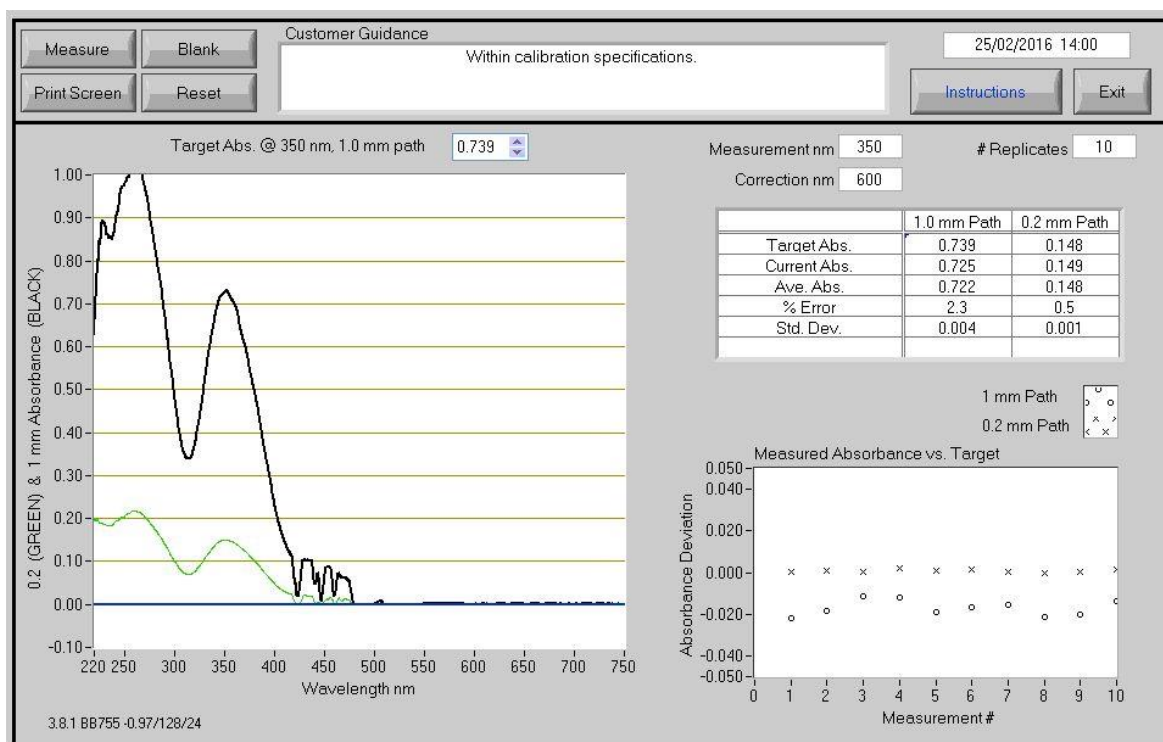 Measure
Blank
Print Screen
Reset
Customer Guidance
Within calibration specifications.
25/02/2016 14:00
Instructions
Exit
Target Abs. @ 350 nm, 1.0 mm path 0.739
Measurement nm 350
# Replicates 10
Correction nm 600
1.0 mm Path 0.2 mm Path
Target Abs. 0.739 0.148
Current Abs. 0.725 0.149
Ave. Abs. 0.722 0.148
% Error 2.3 0.5
Std. Dev. 0.004 0.001
0.2 (GREEN) & 1 mm Absorbance (BLACK)
1.00
0.90
0.80
0.70
0.60
0.50
0.40
0.30
0.20
0.10
0.00
-0.10
220 250 300 350 400 450 500 550 600 650 700 750
Wavelength nm
1 mm Path
0.2 mm Path
Measured Absorbance vs. Target
Absorbance Deviation
0.050
0.040
0.020
0.000
-0.020
-0.040
-0.050
0 1 2 3 4 5 6 7 8 9 10
Measurement #
3.8.1 BB755 -0.97/128/24